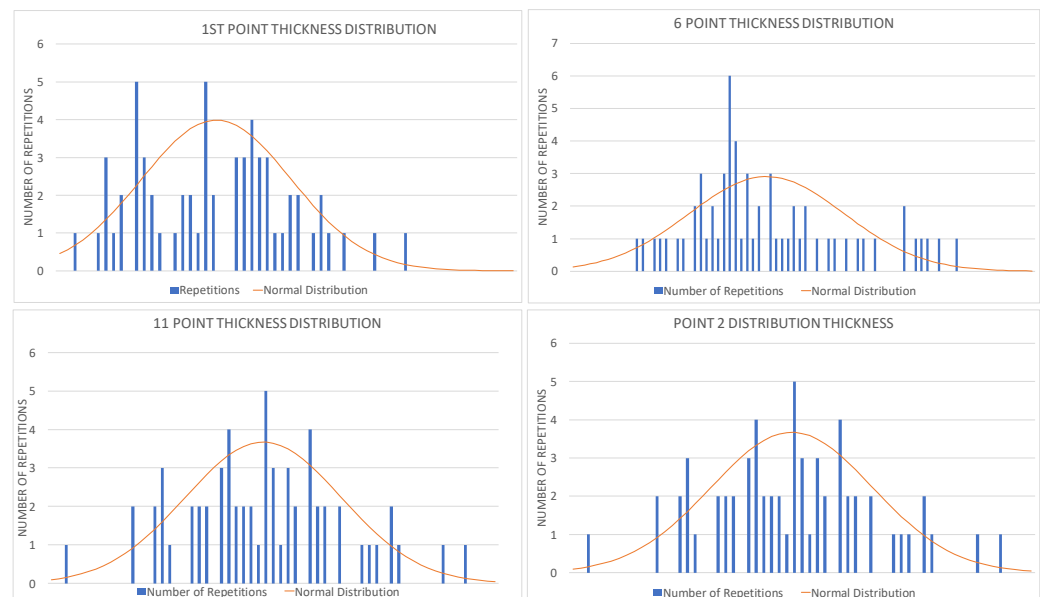 1ST POINT THICKNESS DISTRIBUTION
NUMBER OF REPETITIONS
6
5
4
3
2
1
0
Repetitions Normal Distribution
6 POINT THICKNESS DISTRIBUTION
NUMBER OF REPETITIONS
7
6
5
4
3
2
1
0
Number of Repetitions Normal Distribution
11 POINT THICKNESS DISTRIBUTION
NUMBER OF REPETITIONS
6
5
4
3
2
1
0
Number of Repetitions Normal Distribution
POINT 2 DISTRIBUTION THICKNESS
NUMBER OF REPETITIONS
6
5
4
3
2
1
0
Number of Repetitions Normal Distribution